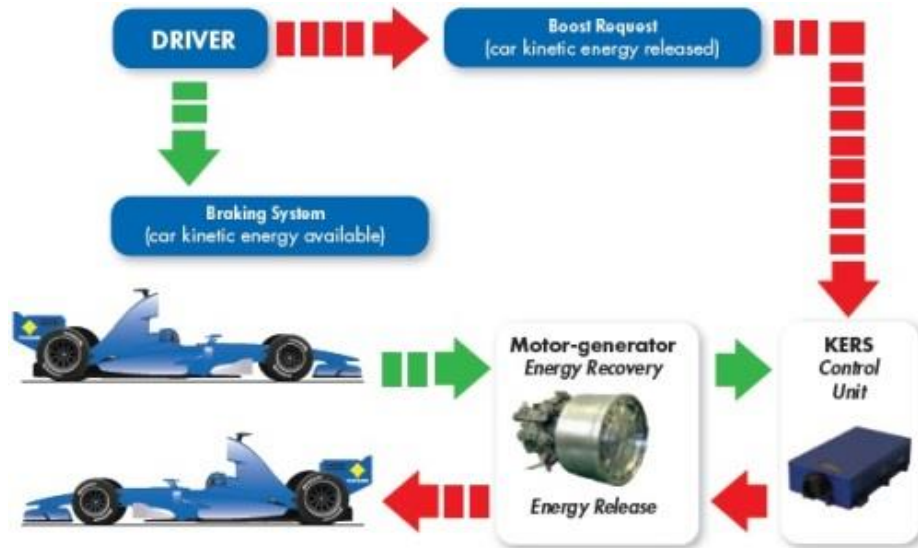 DRIVER
Boost Request
(car kinetic energy released)
Braking System
(car kinetic energy available)
Motor-generator
Energy Recovery
Energy Release
KERS
Control
Unit